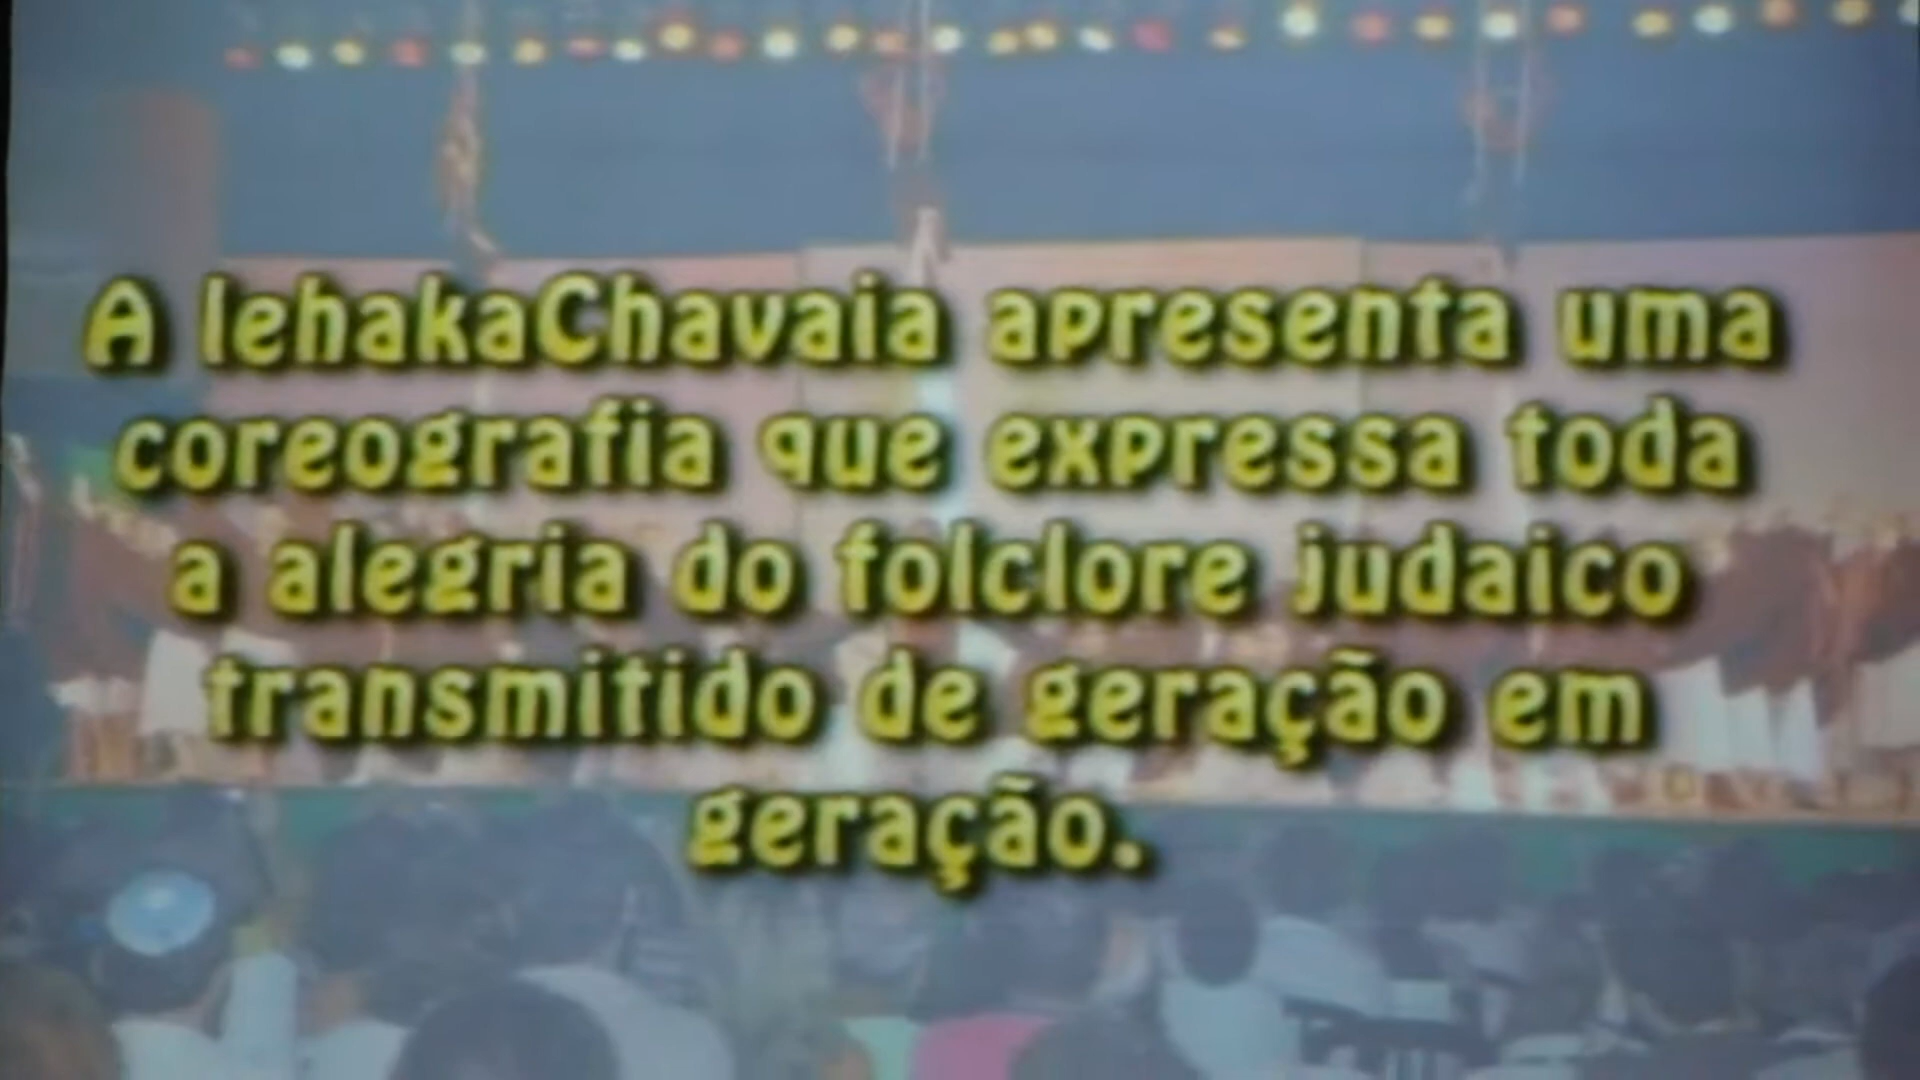 A lehakaChavaia apresenta uma
coreografia que expressa toda
a alegria do folclore judaico
transmitido de geração em
geração.